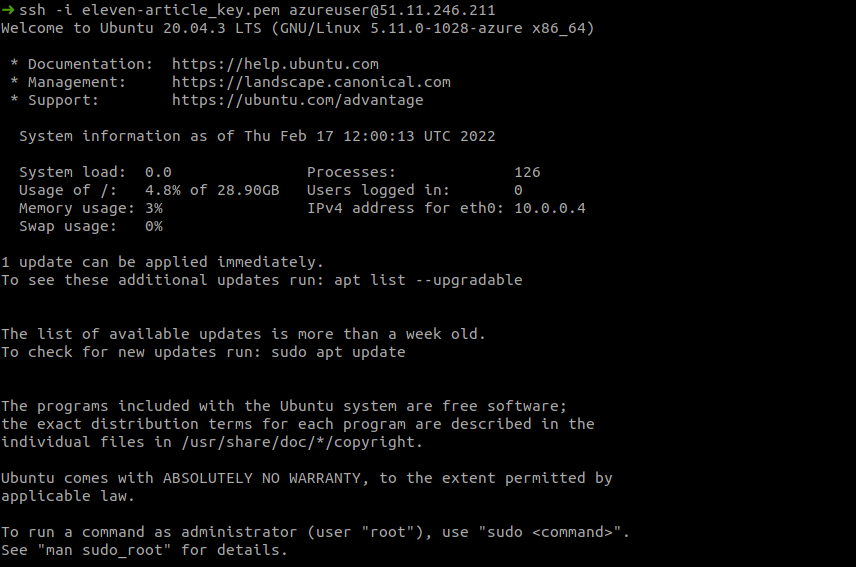 ➜ ssh -i eleven-article_key.pem azureuser@51.11.246.211
Welcome to Ubuntu 20.04.3 LTS (GNU/Linux 5.11.0-1028-azure x86_64)
* Documentation:  https://help.ubuntu.com
* Management:     https://landscape.canonical.com
* Support:        https://ubuntu.com/advantage
System information as of Thu Feb 17 12:00:13 UTC 2022
System load:  0.0               Processes:             126
Usage of /:   4.8% of 28.90GB   Users logged in:       0
Memory usage: 3%                IPv4 address for eth0: 10.0.0.4
Swap usage:   0%
1 update can be applied immediately.
To see these additional updates run: apt list --upgradable
The list of available updates is more than a week old.
To check for new updates run: sudo apt update
The programs included with the Ubuntu system are free software;
the exact distribution terms for each program are described in the
individual files in /usr/share/doc/*/copyright.
Ubuntu comes with ABSOLUTELY NO WARRANTY, to the extent permitted by
applicable law.
To run a command as administrator (user "root"), use "sudo <command>".
See "man sudo_root" for details.